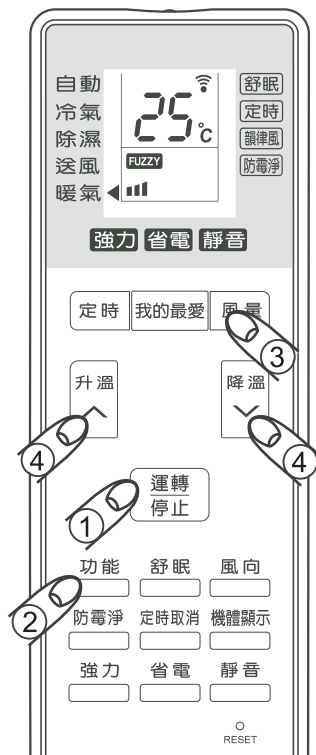 自動
冷氣
除濕
送風
暖氣
25℃
FUZZY
舒眠
定時
韻律風
防霉淨
強力 省電 靜音
定時 我的最愛 風量
③
升溫 降溫
④ ④
運轉
停止
①
功能 舒眠 風向
②
防霉淨 定時取消 機體顯示
強力 省電 靜音
RESET